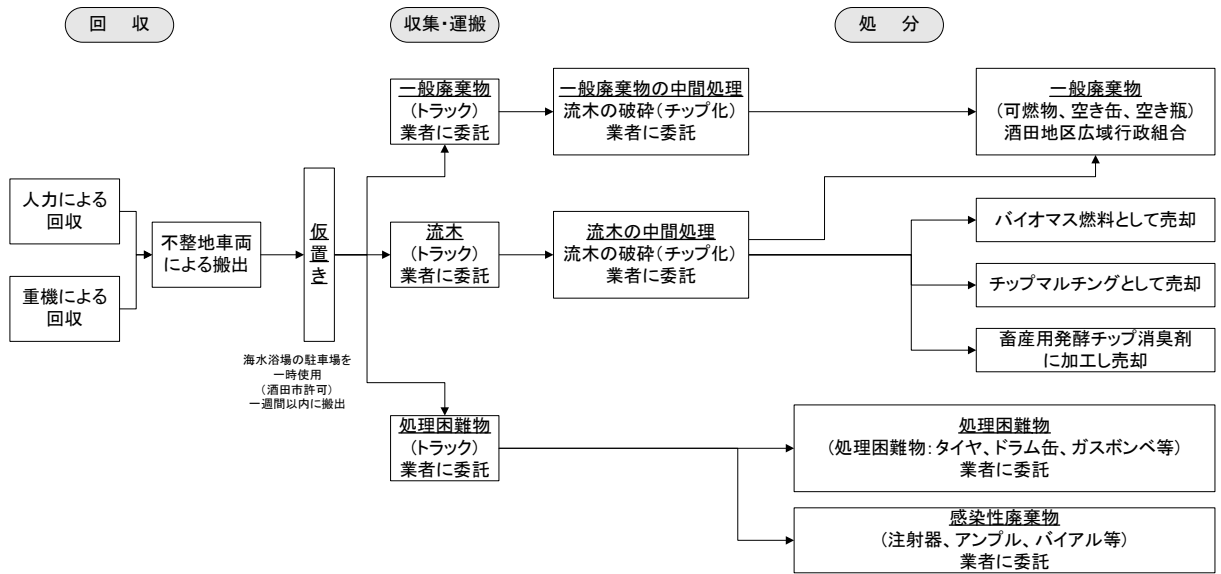 回 収
収集・運搬
処 分
人力による
回収
重機による
回収
不整地車両
による搬出
仮置き
海水浴場の駐車場を
一時使用
（酒田市許可）
一週間以内に搬出
一般廃棄物
（トラック）
業者に委託
一般廃棄物の中間処理
流木の破砕（チップ化）
業者に委託
一般廃棄物
（可燃物、空き缶、空き瓶）
酒田地区広域行政組合
流木
（トラック）
業者に委託
流木の中間処理
流木の破砕（チップ化）
業者に委託
バイオマス燃料として売却
チップマルチングとして売却
畜産用発酵チップ消臭剤
に加工し売却
処理困難物
（トラック）
業者に委託
処理困難物
（処理困難物：タイヤ、ドラム缶、ガスボンベ等）
業者に委託
感染性廃棄物
（注射器、アンプル、バイアル等）
業者に委託